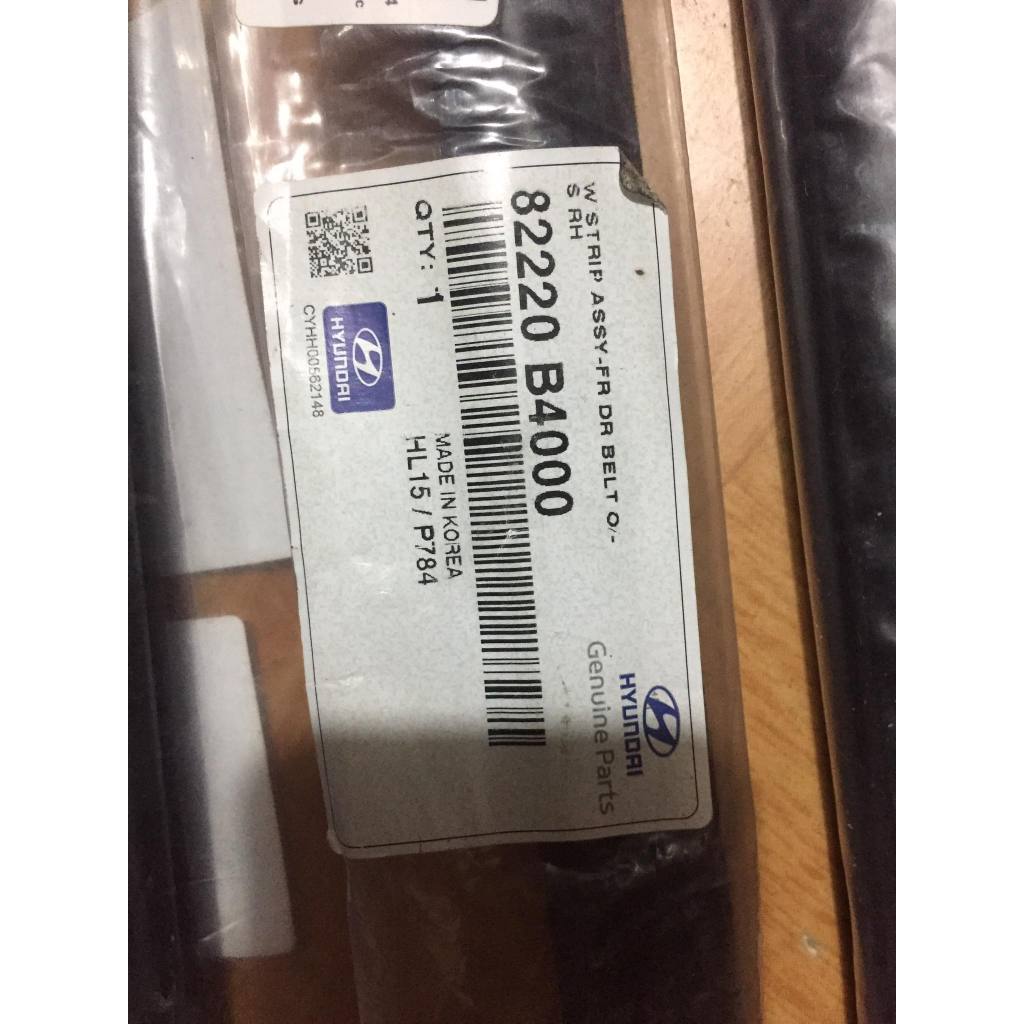 W/STRIP ASSY-FR DR BELT O/-
S RH
82220 B4000
QTY: 1
MADE IN KOREA
HL15 / P784
HYUNDAI
CYHH00562148
HYUNDAI
Genuine Parts